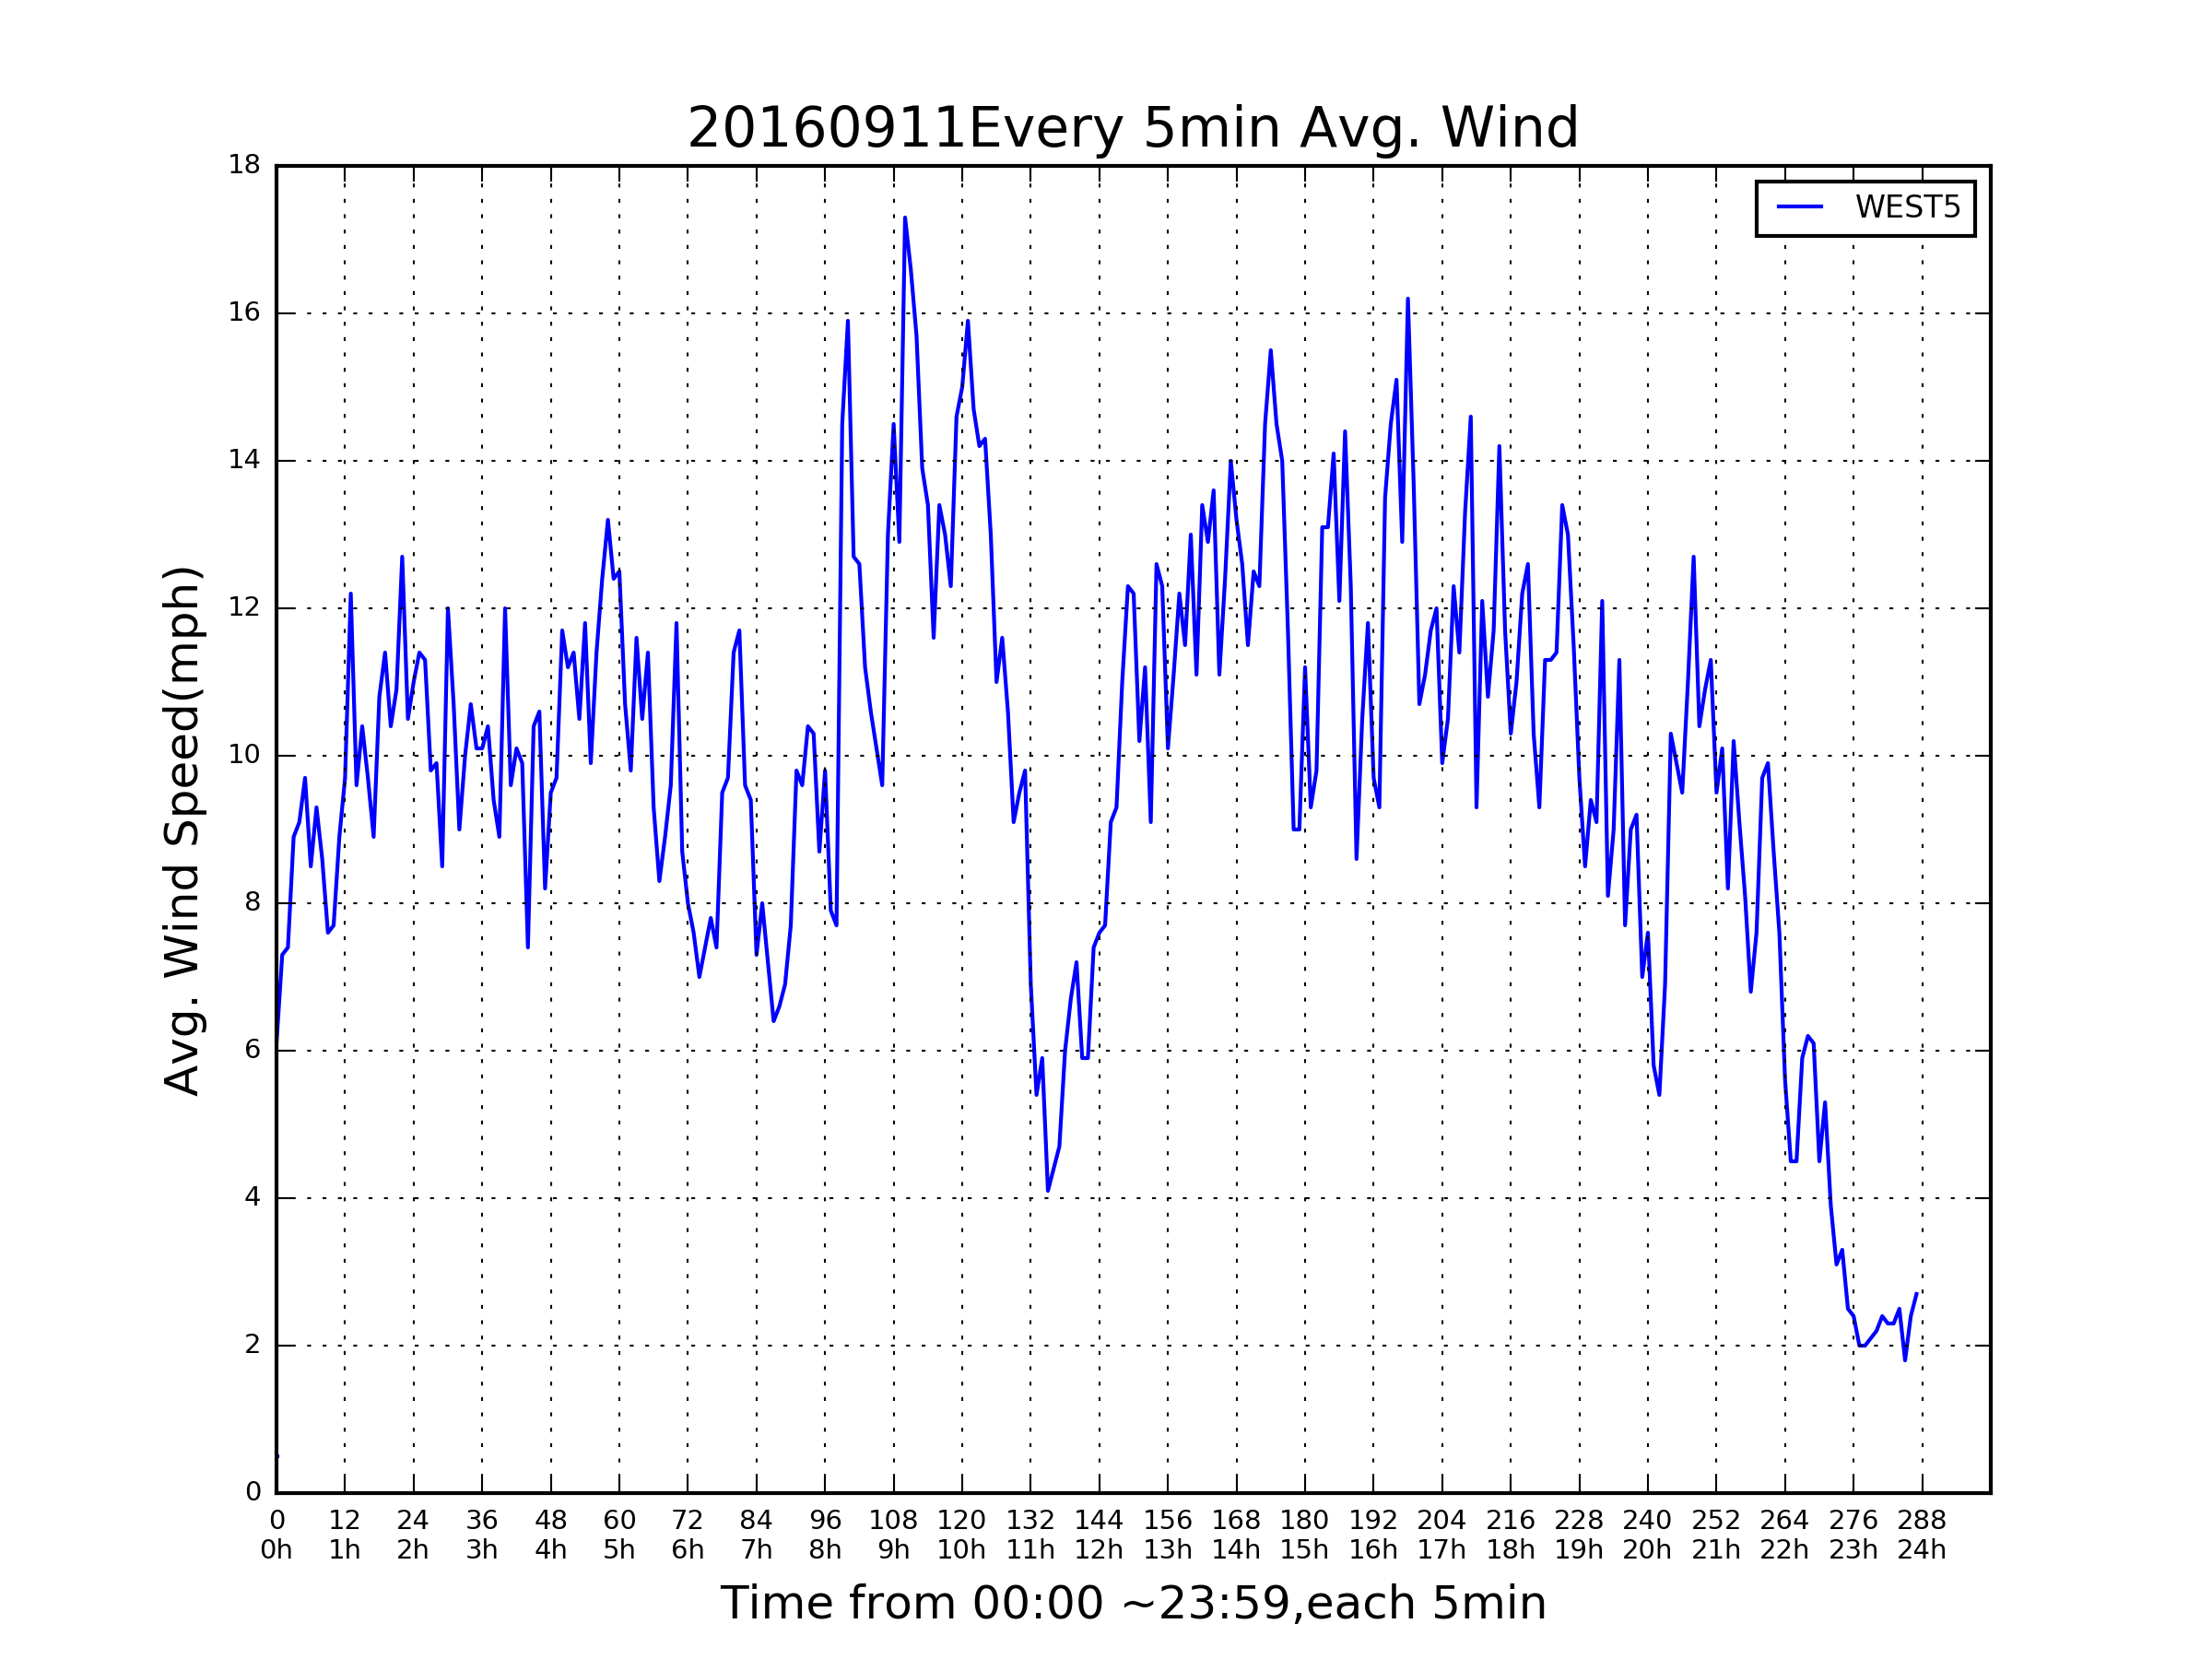 20160911Every 5min Avg. Wind
WEST5
Avg. Wind Speed(mph)
18
16
14
12
10
8
6
4
2
0
0 12 24 36 48 60 72 84 96 108 120 132 144 156 168 180 192 204 216 228 240 252 264 276 288
0h 1h 2h 3h 4h 5h 6h 7h 8h 9h 10h 11h 12h 13h 14h 15h 16h 17h 18h 19h 20h 21h 22h 23h 24h
Time from 00:00 ~23:59,each 5min